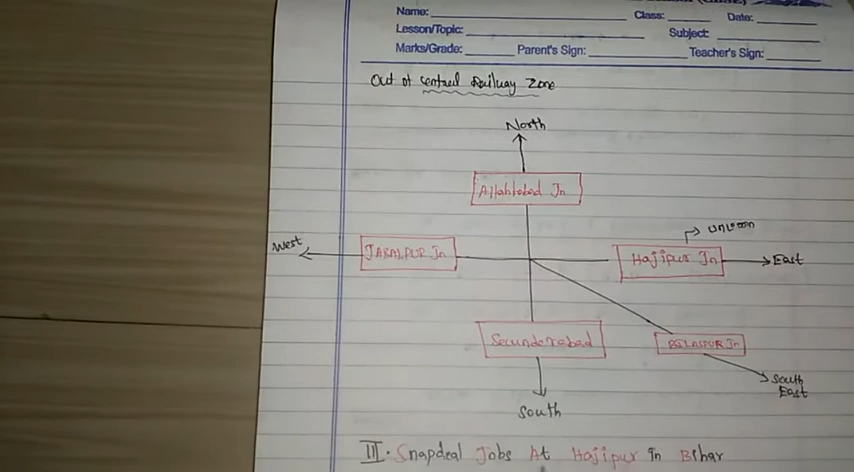 Name: Class: Date:
Lesson/Topic: Subject:
Marks/Grade: Parent's Sign: Teacher's Sign:
Out of central Railway Zone
North
Allahabad Jn
unison
West
JABALPUR Jn
Hajipur Jn
East
Secunderabad
BILASPUR Jn
South East
South
III. Snapdeal Jobs At Hajipur in Bihar